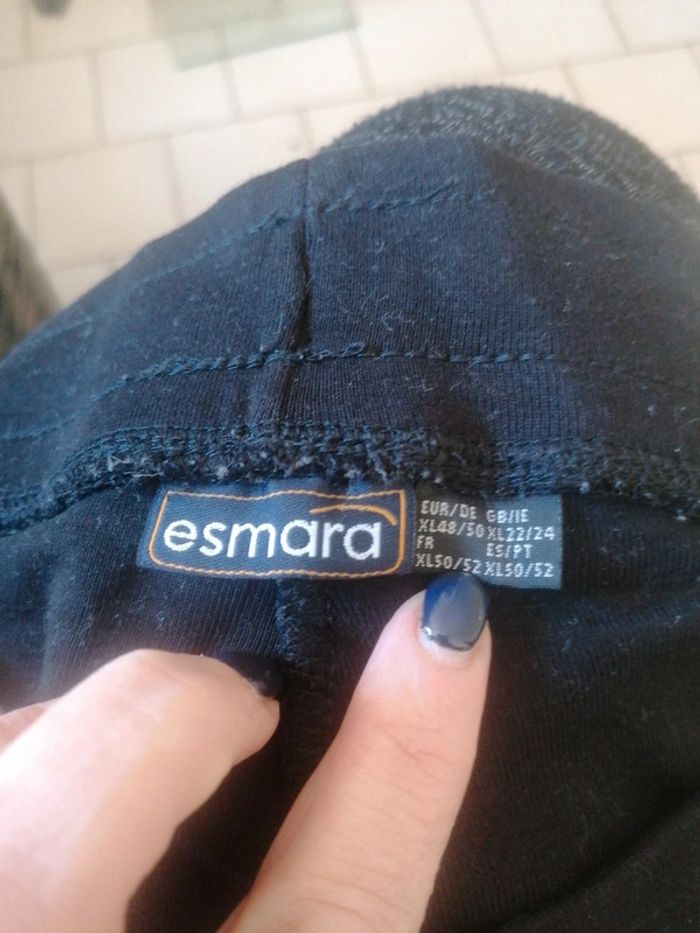 esmara
EUR/DE GB/IE
XL48/50 XL22/24
FR ES/PT
XL50/52 XL50/52